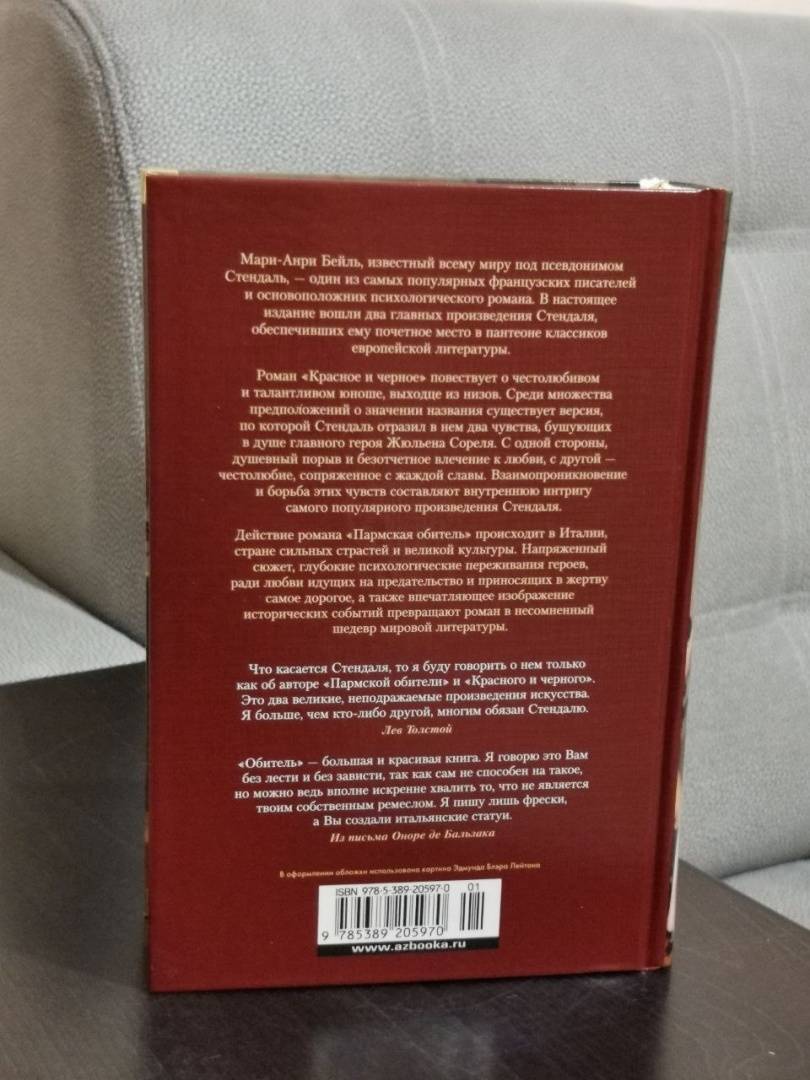 Мари-Анри Бейль, известный всему миру под псевдонимом
Стендаль, — один из самых популярных французских писателей
и основоположник психологического романа. В настоящее
издание вошли два главных произведения Стендаля,
обеспечивших ему почетное место в пантеоне классиков
европейской литературы.
Роман «Красное и черное» повествует о честолюбивом
и талантливом юноше, выходце из низов. Среди множества
предположений о значении названия существует версия,
по которой Стендаль отразил в нем два чувства, бушующих
в душе главного героя Жюльена Сореля. С одной стороны,
душевный порыв и безотчетное влечение к любви, с другой —
честолюбие, сопряженное с жаждой славы. Взаимопроникновение
и борьба этих чувств составляют внутреннюю интригу
самого популярного произведения Стендаля.
Действие романа «Пармская обитель» происходит в Италии,
стране сильных страстей и великой культуры. Напряженный
сюжет, глубокие психологические переживания героев,
ради любви идущих на предательство и приносящих в жертву
самое дорогое, а также впечатляющее изображение
исторических событий превращают роман в несомненный
шедевр мировой литературы.
Что касается Стендаля, то я буду говорить о нем только
как об авторе «Пармской обители» и «Красного и черного».
Это два великие, неподражаемые произведения искусства.
Я больше, чем кто-либо другой, многим обязан Стендалю.
Лев Толстой
«Обитель» — большая и красивая книга. Я говорю это Вам
без лести и без зависти, так как сам не способен на такое,
но можно ведь вполне искренне хвалить то, что не является
твоим собственным ремеслом. Я пишу лишь фрески,
а Вы создали итальянские статуи.
Из письма Оноре де Бальзака
В оформлении обложки использована картина Эдмунда Блэра Лейтона
ISBN 978-5-389-20597-0 01
9 785389 205970
www.azbooka.ru